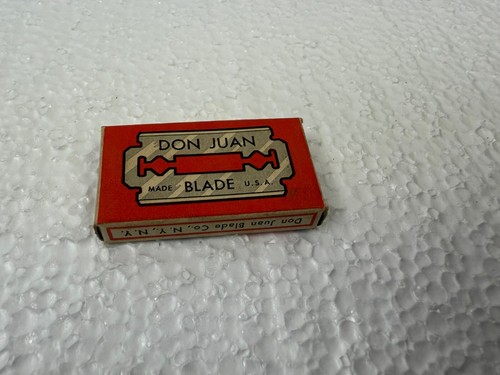 DON JUAN
MADE BLADE U.S.A.
Don Juan Blade Co., N.Y., N.Y.